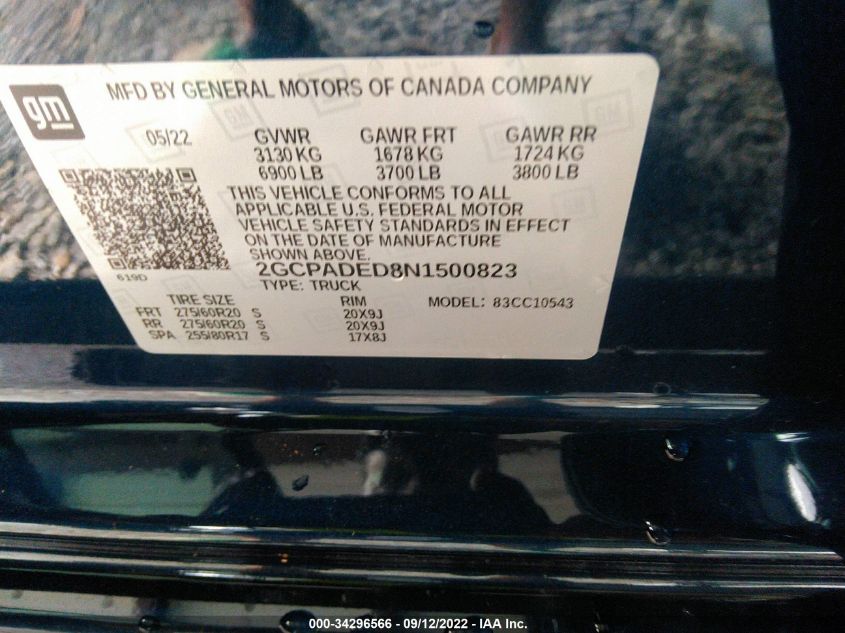 gm
MFD BY GENERAL MOTORS OF CANADA COMPANY
05/22 GVWR GAWR FRT GAWR RR
3130 KG 1678 KG 1724 KG
6900 LB 3700 LB 3800 LB
THIS VEHICLE CONFORMS TO ALL
APPLICABLE U.S. FEDERAL MOTOR
VEHICLE SAFETY STANDARDS IN EFFECT
ON THE DATE OF MANUFACTURE
SHOWN ABOVE.
619D
2GCPADED8N1500823
TYPE: TRUCK
TIRE SIZE RIM MODEL: 83CC10543
FRT 275/60R20 S 20X9J
RR 275/60R20 S 20X9J
SPA 255/80R17 S 17X8J
000-34296566 - 09/12/2022 - IAA Inc.